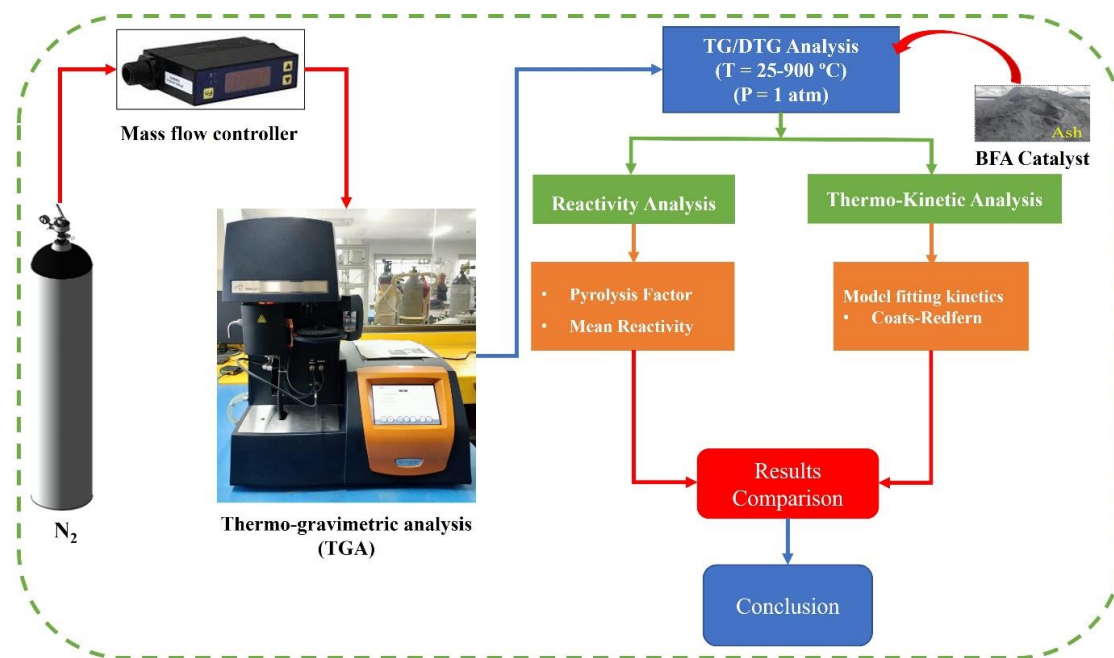 Mass flow controller
N₂
Thermo-gravimetric analysis
(TGA)
TG/DTG Analysis
(T = 25-900 ºC)
(P = 1 atm)
Ash
BFA Catalyst
Reactivity Analysis
Thermo-Kinetic Analysis
• Pyrolysis Factor
• Mean Reactivity
Model fitting kinetics
• Coats-Redfern
Results
Comparison
Conclusion